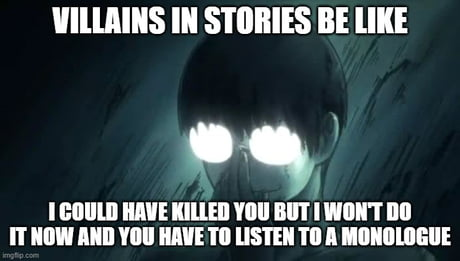 VILLAINS IN STORIES BE LIKE
I COULD HAVE KILLED YOU BUT I WON'T DO
IT NOW AND YOU HAVE TO LISTEN TO A MONOLOGUE
imgflip.com